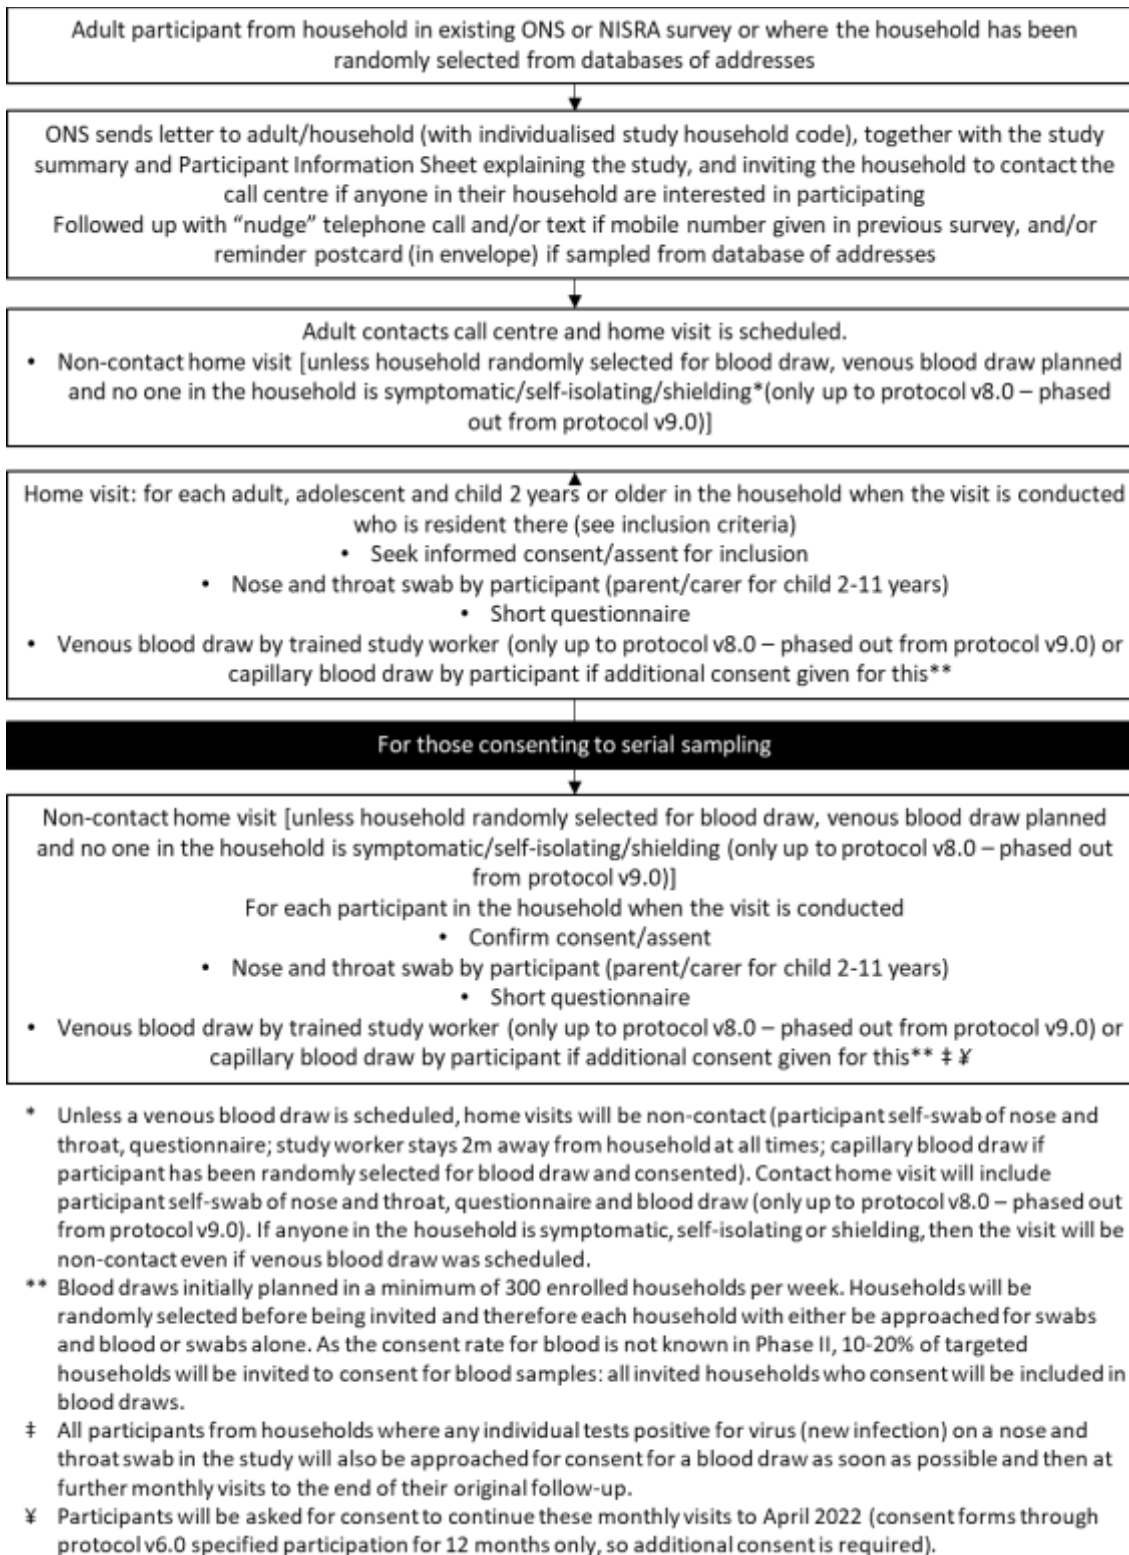 Adult participant from household in existing ONS or NISRA survey or where the household has been
randomly selected from databases of addresses
ONS sends letter to adult/household (with individualised study household code), together with the study
summary and Participant Information Sheet explaining the study, and inviting the household to contact the
call centre if anyone in their household are interested in participating
Followed up with “nudge” telephone call and/or text if mobile number given in previous survey, and/or
reminder postcard (in envelope) if sampled from database of addresses
Adult contacts call centre and home visit is scheduled.
• Non-contact home visit [unless household randomly selected for blood draw, venous blood draw planned
and no one in the household is symptomatic/self-isolating/shielding*(only up to protocol v8.0 – phased
out from protocol v9.0)]
Home visit: for each adult, adolescent and child 2 years or older in the household when the visit is conducted
who is resident there (see inclusion criteria)
• Seek informed consent/assent for inclusion
• Nose and throat swab by participant (parent/carer for child 2-11 years)
• Short questionnaire
• Venous blood draw by trained study worker (only up to protocol v8.0 – phased out from protocol v9.0) or
capillary blood draw by participant if additional consent given for this**
For those consenting to serial sampling
Non-contact home visit [unless household randomly selected for blood draw, venous blood draw planned
and no one in the household is symptomatic/self-isolating/shielding (only up to protocol v8.0 – phased out
from protocol v9.0)]
For each participant in the household when the visit is conducted
• Confirm consent/assent
• Nose and throat swab by participant (parent/carer for child 2-11 years)
• Short questionnaire
• Venous blood draw by trained study worker (only up to protocol v8.0 – phased out from protocol v9.0) or
capillary blood draw by participant if additional consent given for this** ‡ ¥
* Unless a venous blood draw is scheduled, home visits will be non-contact (participant self-swab of nose and
throat, questionnaire; study worker stays 2m away from household at all times; capillary blood draw if
participant has been randomly selected for blood draw and consented). Contact home visit will include
participant self-swab of nose and throat, questionnaire and blood draw (only up to protocol v8.0 – phased out
from protocol v9.0). If anyone in the household is symptomatic, self-isolating or shielding, then the visit will be
non-contact even if venous blood draw was scheduled.
** Blood draws initially planned in a minimum of 300 enrolled households per week. Households will be
randomly selected before being invited and therefore each household with either be approached for swabs
and blood or swabs alone. As the consent rate for blood is not known in Phase II, 10-20% of targeted
households will be invited to consent for blood samples: all invited households who consent will be included in
blood draws.
‡ All participants from households where any individual tests positive for virus (new infection) on a nose and
throat swab in the study will also be approached for consent for a blood draw as soon as possible and then at
further monthly visits to the end of their original follow-up.
¥ Participants will be asked for consent to continue these monthly visits to April 2022 (consent forms through
protocol v6.0 specified participation for 12 months only, so additional consent is required).